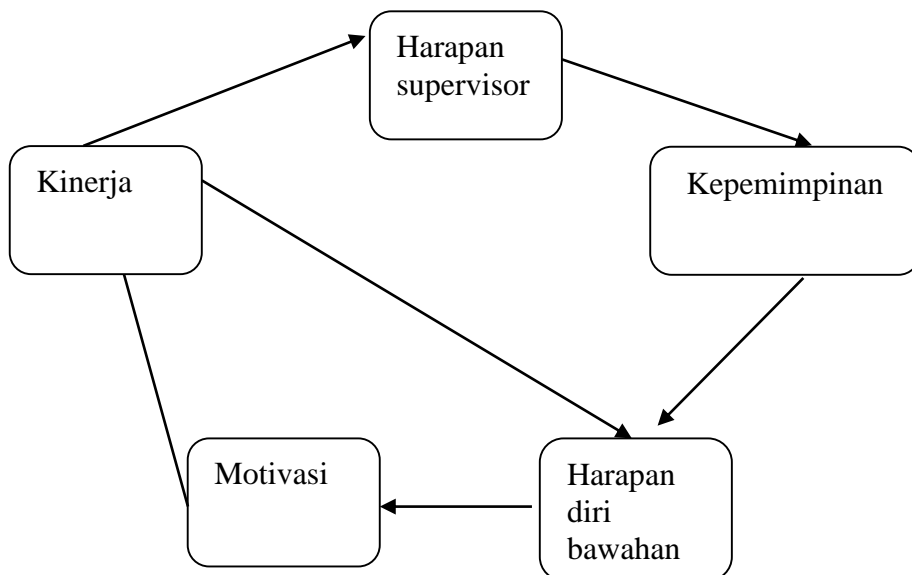 Harapan
supervisor
Kinerja
Kepemimpinan
Motivasi
Harapan
diri
bawahan